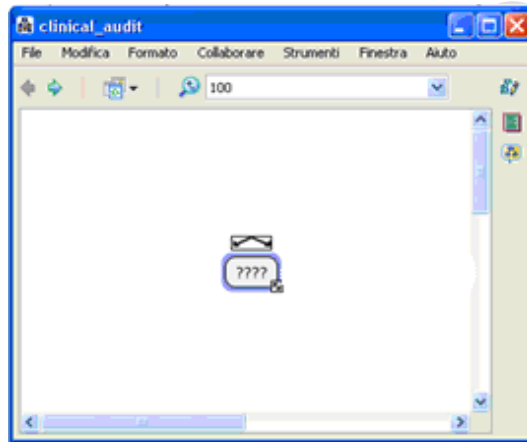 clinical_audit
File Modifica Formato Collaborare Strumenti Finestra Aiuto
100
????